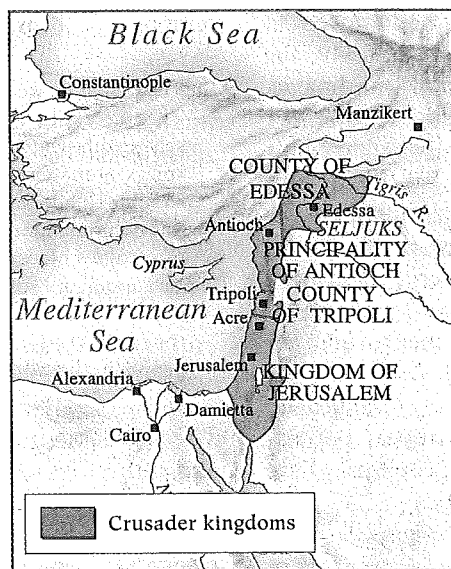 Black Sea
Constantinople
Manzikert
COUNTY OF
EDESSA
Tigris R.
Edessa
Antioch
SELJUKS
PRINCIPALITY
OF ANTIOCH
Cyprus
Mediterranean
Sea
Tripoli
COUNTY
OF TRIPOLI
Acre
Jerusalem
KINGDOM OF
JERUSALEM
Alexandria
Damietta
Cairo
N
Crusader kingdoms